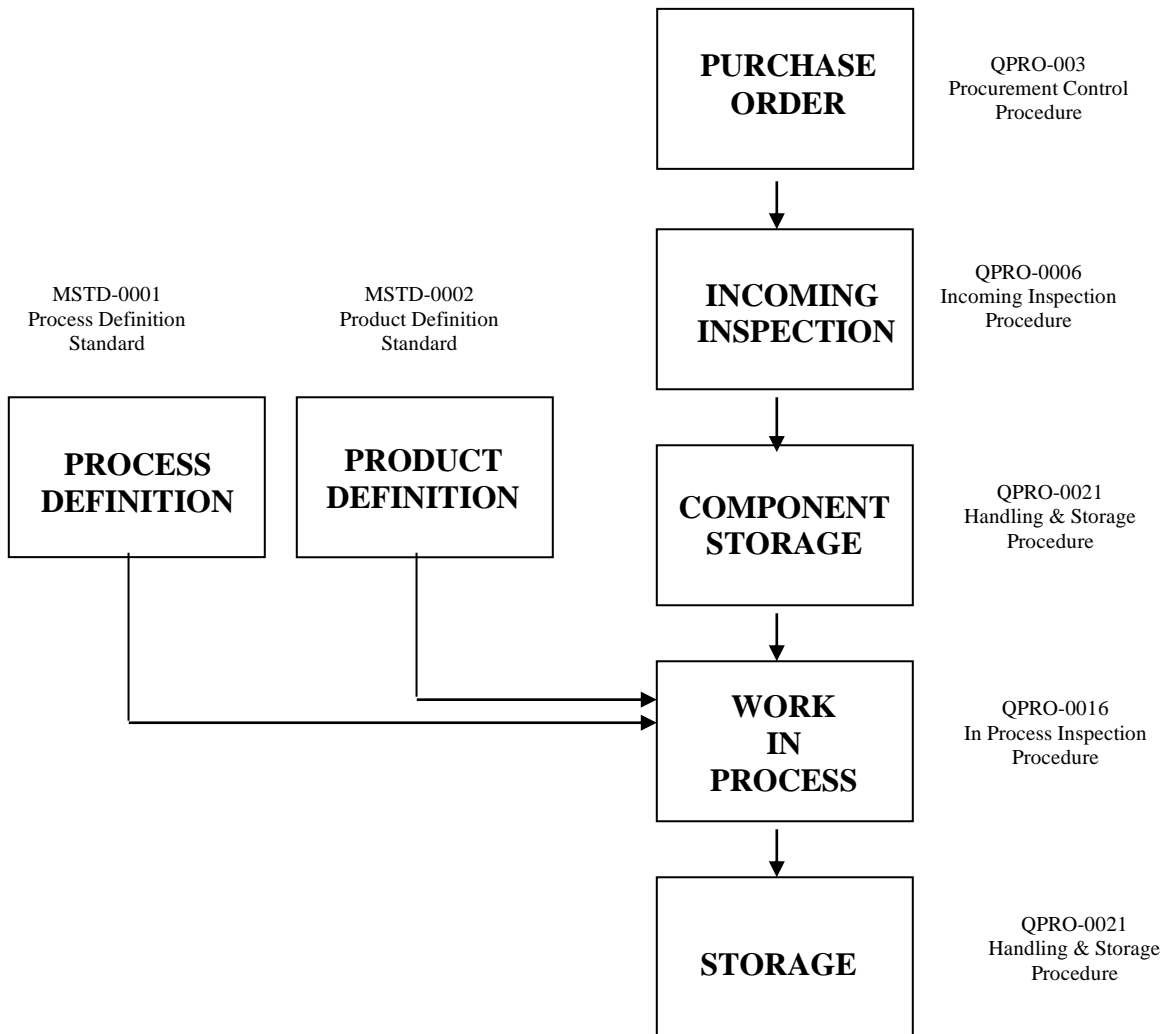 PURCHASE
ORDER
QPRO-003
Procurement Control
Procedure
INCOMING
INSPECTION
QPRO-0006
Incoming Inspection
Procedure
MSTD-0001
Process Definition
Standard
MSTD-0002
Product Definition
Standard
PROCESS
DEFINITION
PRODUCT
DEFINITION
COMPONENT
STORAGE
QPRO-0021
Handling & Storage
Procedure
WORK
IN
PROCESS
QPRO-0016
In Process Inspection
Procedure
STORAGE
QPRO-0021
Handling & Storage
Procedure